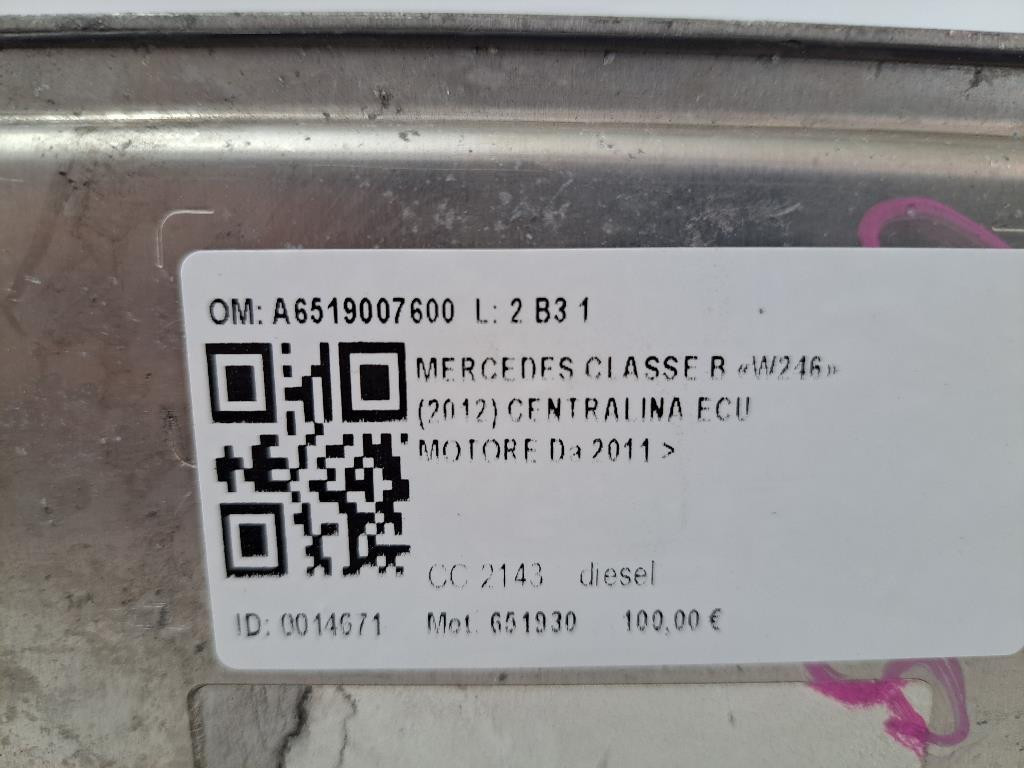 OM: A6519007600 L: 2 B3 1
MERCEDES CLASSE B «W246»
(2012) CENTRALINA ECU
MOTORE Da 2011 >
CC 2143 diesel
ID: 0014671 Mot. 651930 100,00 €